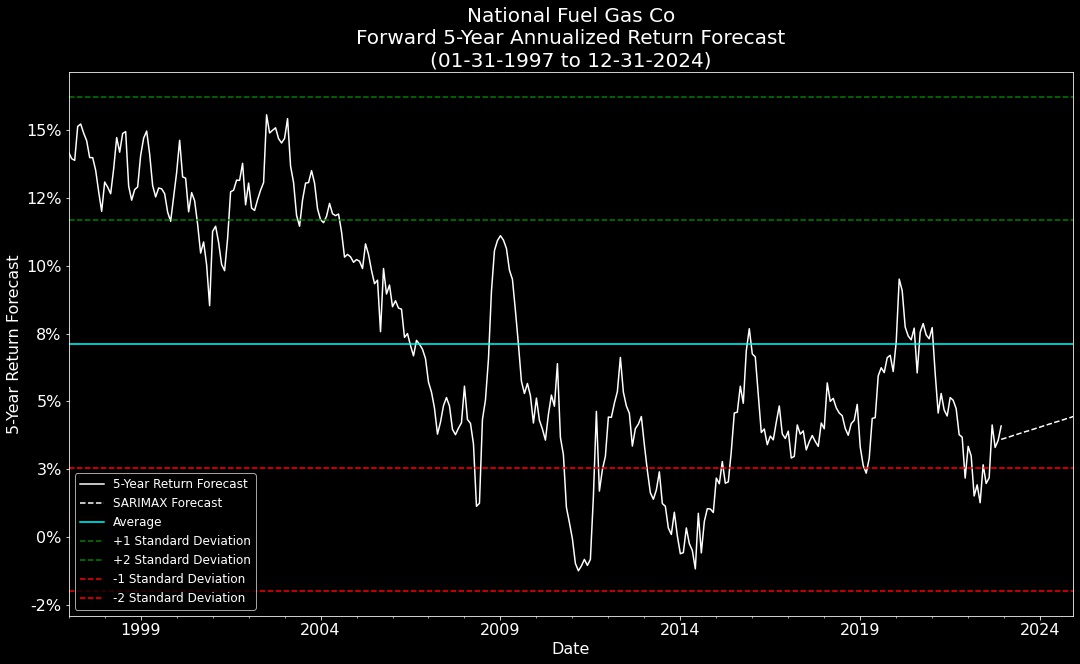 National Fuel Gas Co
Forward 5-Year Annualized Return Forecast
(01-31-1997 to 12-31-2024)
5-Year Return Forecast
15%
12%
10%
8%
5%
3%
0%
-2%
5-Year Return Forecast
SARIMAX Forecast
Average
+1 Standard Deviation
+2 Standard Deviation
-1 Standard Deviation
-2 Standard Deviation
1999 2004 2009 2014 2019 2024
Date